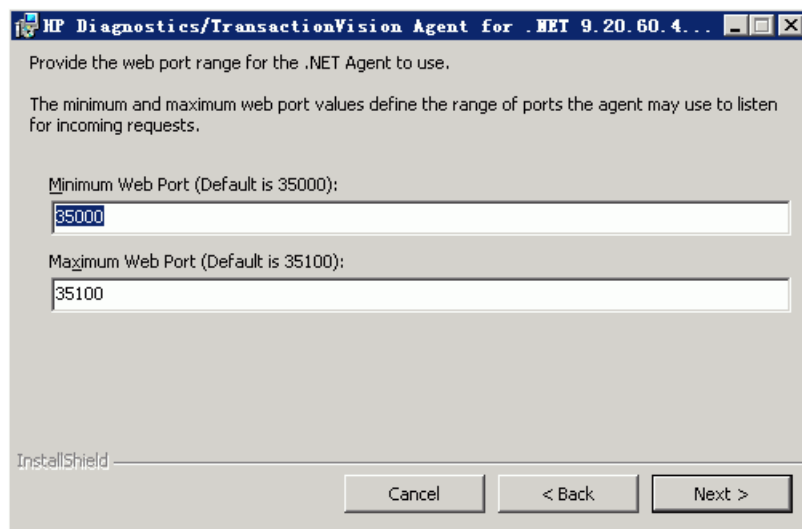 HP Diagnostics/TransactionVision Agent for .NET 9.20.60.4...
Provide the web port range for the .NET Agent to use.
The minimum and maximum web port values define the range of ports the agent may use to listen
for incoming requests.
Minimum Web Port (Default is 35000):
35000
Maximum Web Port (Default is 35100):
35100
InstallShield
Cancel
< Back
Next >